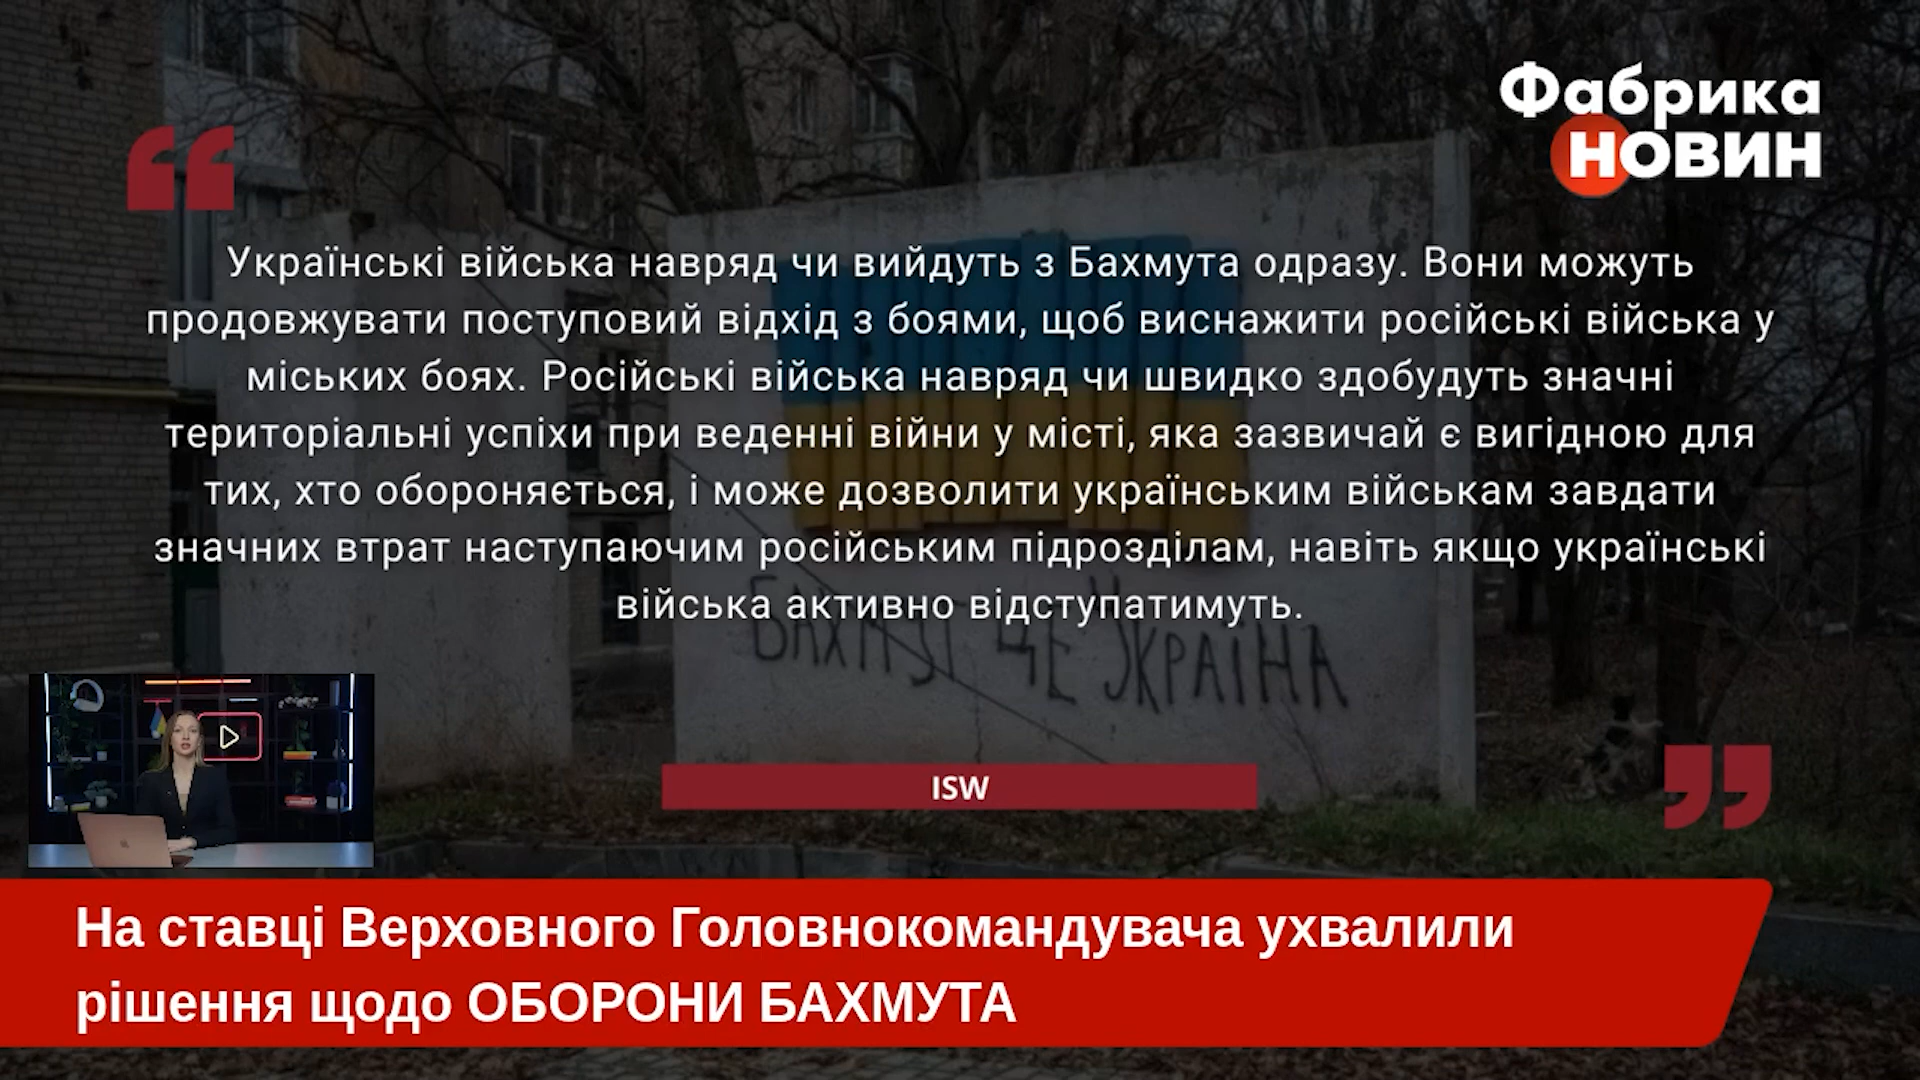 Фабрика
новин
Українські війська навряд чи вийдуть з Бахмута одразу. Вони можуть
продовжувати поступовий відхід з боями, щоб виснажити російські війська у
міських боях. Російські війська навряд чи швидко здобудуть значні
територіальні успіхи при веденні війни у місті, яка зазвичай є вигідною для
тих, хто обороняється, і може дозволити українським військам завдати
значних втрат наступаючим російським підрозділам, навіть якщо українські
війська активно відступатимуть.
БАХМУТ ЦЕ УКРАЇНА
ISW
На ставці Верховного Головнокомандувача ухвалили
рішення щодо ОБОРОНИ БАХМУТА